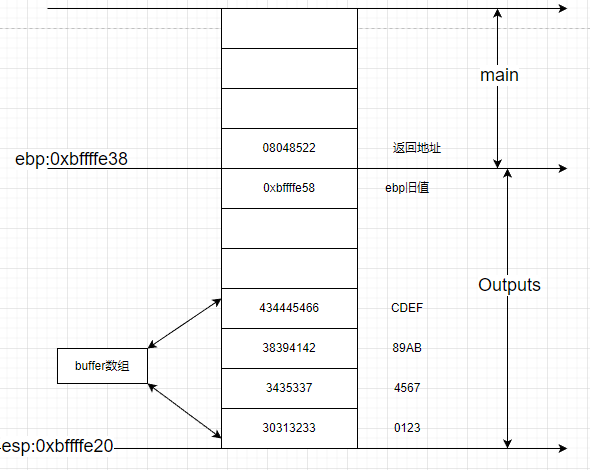 main
08048522 返回地址
ebp:0xbffffe38
0xbffffe58 ebp旧值
Outputs
434445466 CDEF
38394142 89AB
buffer数组
3435337 4567
30313233 0123
esp:0xbffffe20